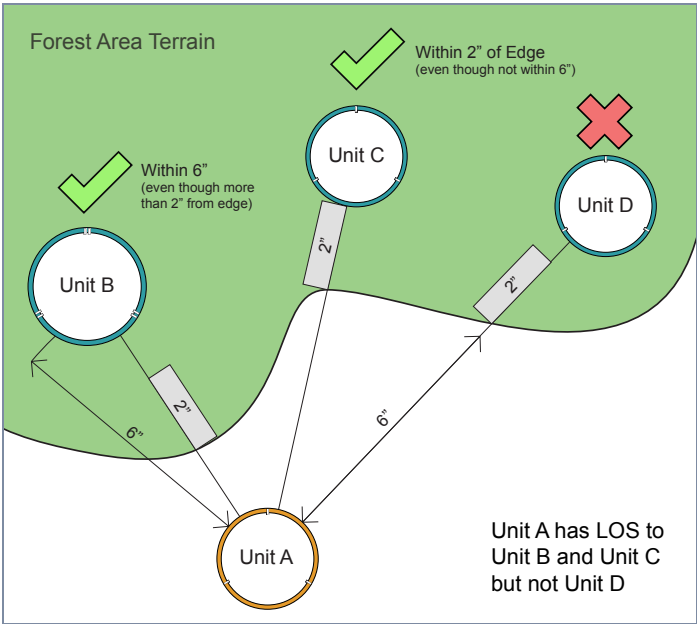 Forest Area Terrain
Within 2” of Edge
(even though not within 6”)
Within 6”
(even though more
than 2” from edge)
Unit C
Unit D
Unit B
2”
2”
2”
6”
6”
Unit A
Unit A has LOS to
Unit B and Unit C
but not Unit D